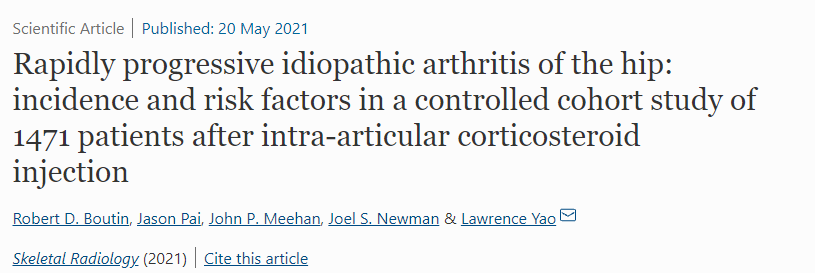 Scientific Article | Published: 20 May 2021
Rapidly progressive idiopathic arthritis of the hip:
incidence and risk factors in a controlled cohort study of
1471 patients after intra-articular corticosteroid
injection
Robert D. Boutin, Jason Pai, John P. Meehan, Joel S. Newman & Lawrence Yao
Skeletal Radiology (2021) | Cite this article